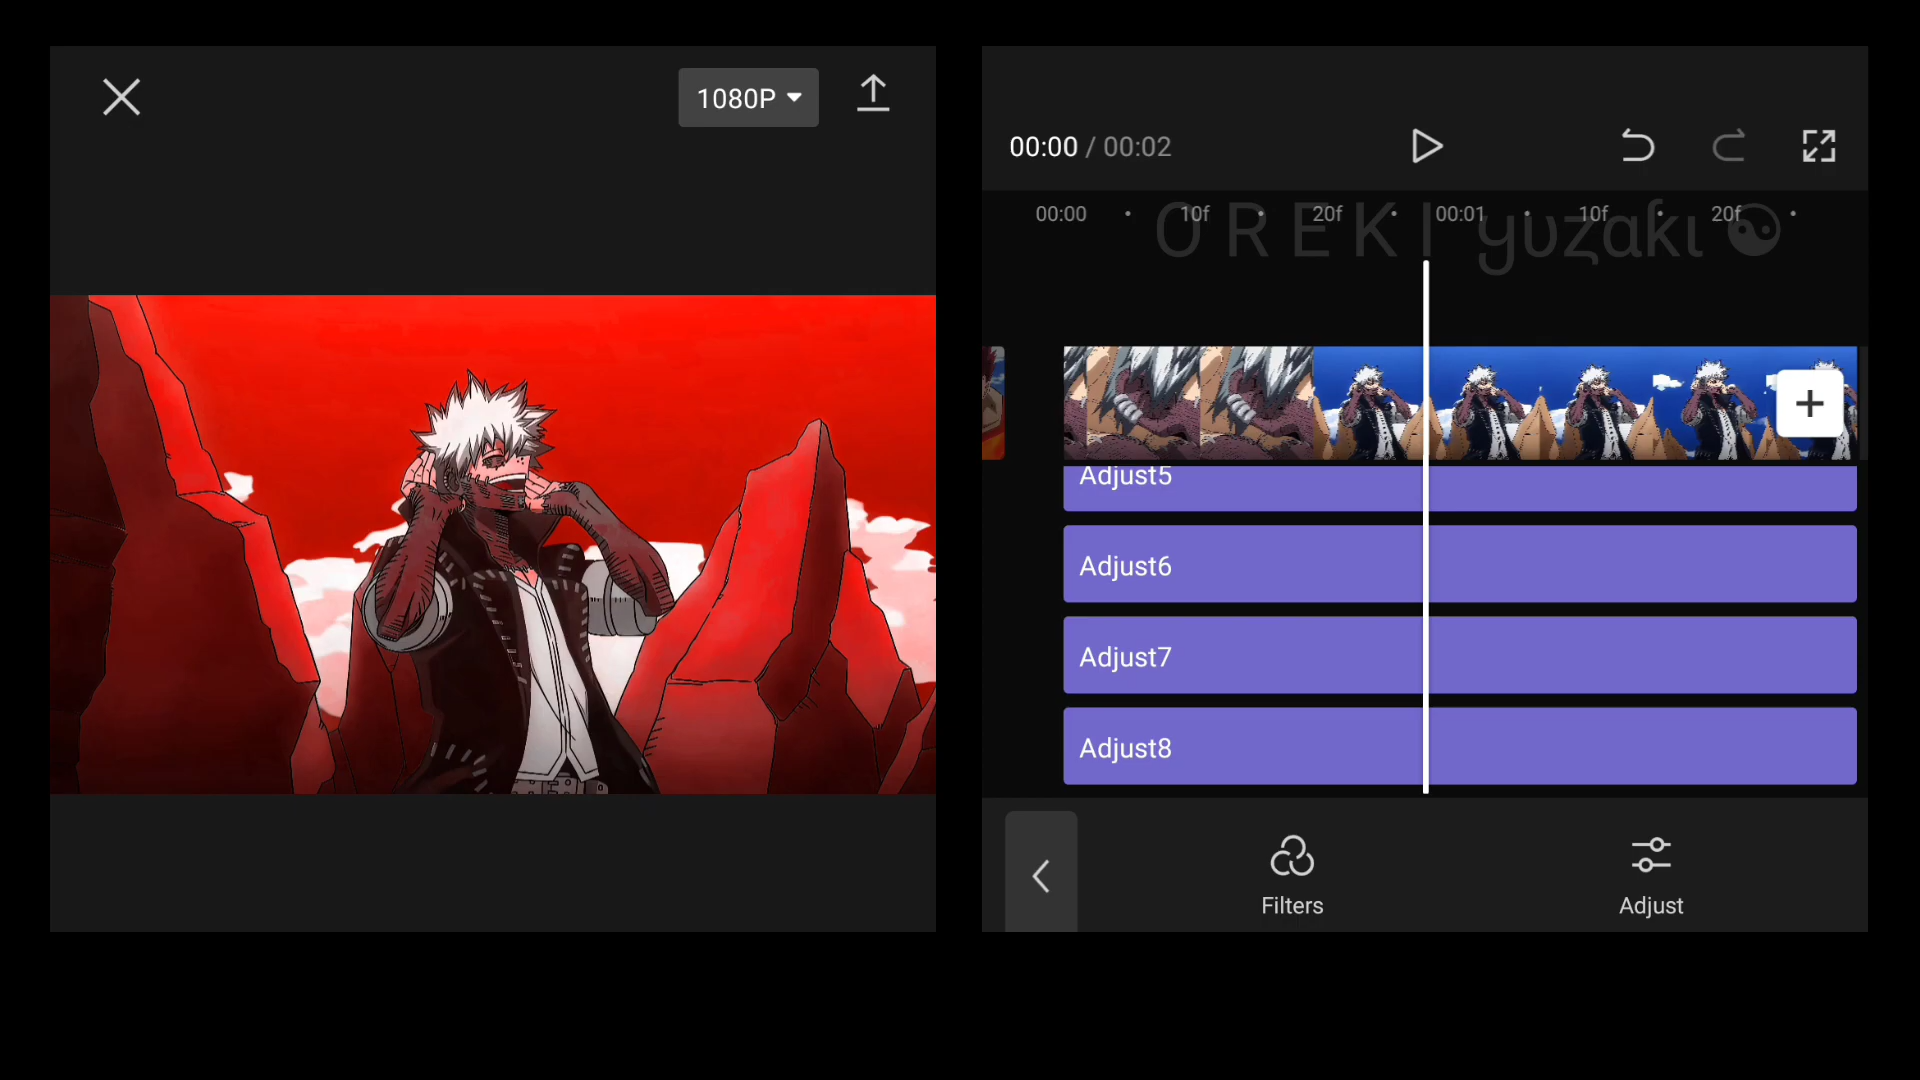 1080P
00:00 / 00:02
00:00 10f 20f 00:01 10f 20f
O R E K I yuzaki
Adjust5
Adjust6
Adjust7
Adjust8
Filters Adjust